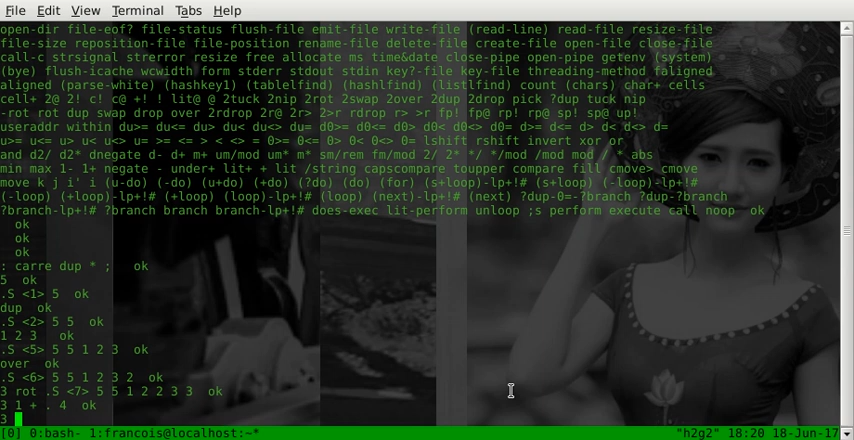 File Edit View Terminal Tabs Help
open-dir file-eof? file-status flush-file emit-file write-file (read-line) read-file resize-file
file-size reposition-file file-position rename-file delete-file create-file open-file close-file
call-c strsignal strerror resize free allocate ms time&date close-pipe open-pipe getenv (system)
(bye) flush-icache wcwidth form stderr stdout stdin key?-file key-file threading-method faligned
aligned (parse-white) (hashkey1) (tablelfind) (hashlfind) (listlfind) count (chars) char+ cells
cell+ 2@ 2! c! c@ +! ! lit@ @ 2tuck 2nip 2rot 2swap 2over 2dup 2drop pick ?dup tuck nip
-rot rot dup swap drop over 2rdrop 2r@ 2r> 2>r rdrop r> >r fp! fp@ rp! rp@ sp! sp@ up!
useraddr within du>= du<= du> du< du<> du= d0>= d0<= d0> d0< d0<> d0= d>= d<= d> d< d<> d=
u>= u<= u> u< u<> u= >= <= > < <> = 0>= 0<= 0> 0< 0<> 0= lshift rshift invert xor or
and d2/ d2* dnegate d- d+ m+ um/mod um* m* sm/rem fm/mod 2/ 2* */ */mod /mod mod / * abs
min max 1- 1+ negate - under+ lit+ + lit /string capscompare toupper compare fill cmove> cmove
move k j i' i (u-do) (-do) (u+do) (+do) (?do) (do) (for) (s+loop)-lp+!# (s+loop) (-loop)-lp+!#
(-loop) (+loop)-lp+!# (+loop) (loop)-lp+!# (loop) (next)-lp+!# (next) ?dup-0=-?branch ?dup-?branch
?branch-lp+!# ?branch branch branch-lp+!# does-exec lit-perform unloop ;s perform execute call noop ok
ok
ok
ok
: carre dup * ; ok
5 ok
.S <1> 5 ok
dup ok
.S <2> 5 5 ok
1 2 3 ok
.S <5> 5 5 1 2 3 ok
over ok
.S <6> 5 5 1 2 3 2 ok
3 rot .S <7> 5 5 1 2 2 3 3 ok
3 1 + . 4 ok
3
[0] 0:bash- 1:francois@localhost:~* "h2g2" 18:20 18-Jun-17